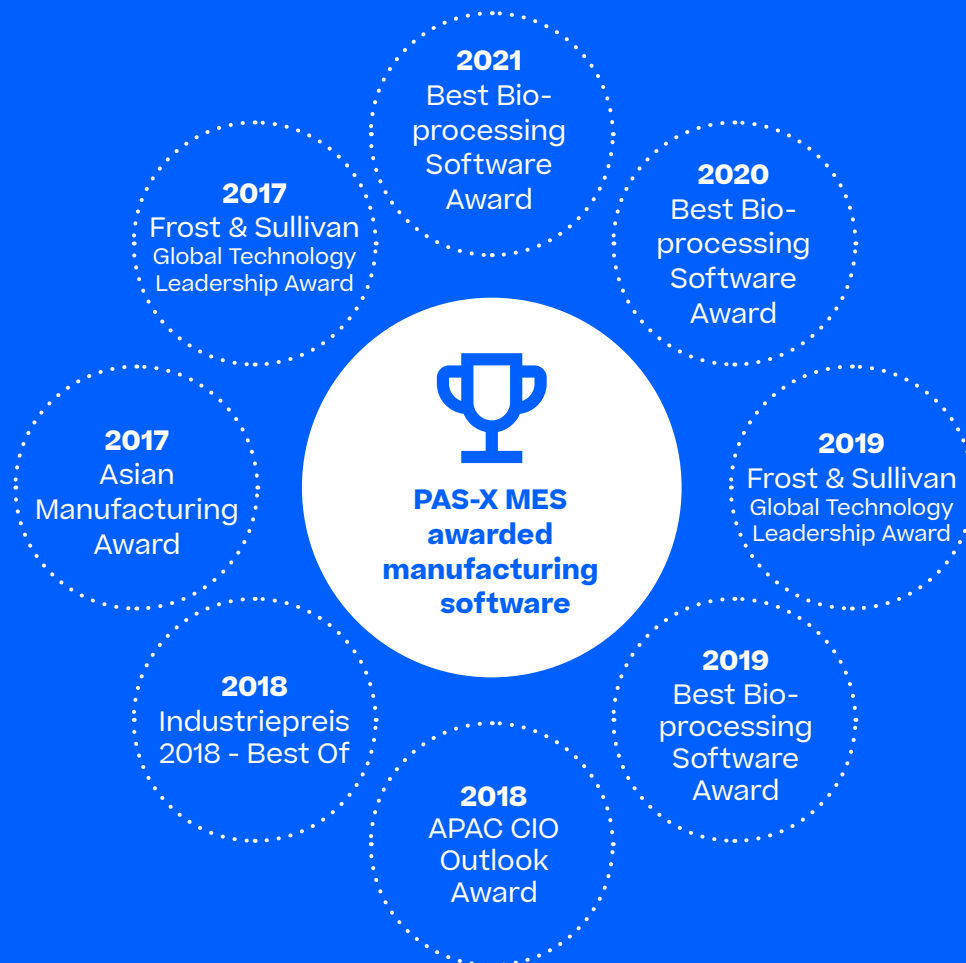 2021
Best Bio-
processing
Software
Award
2020
Best Bio-
processing
Software
Award
2019
Frost & Sullivan
Global Technology
Leadership Award
2019
Best Bio-
processing
Software
Award
2018
APAC CIO
Outlook
Award
2018
Industriepreis
2018 - Best Of
2017
Asian
Manufacturing
Award
2017
Frost & Sullivan
Global Technology
Leadership Award
PAS-X MES
awarded
manufacturing
software